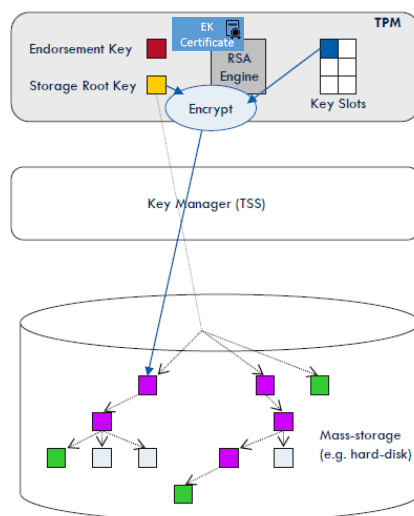 TPM
EK
Certificate
Endorsement Key
RSA
Engine
Storage Root Key
Encrypt
Key Slots
Key Manager (TSS)
Mass-storage
(e.g. hard-disk)